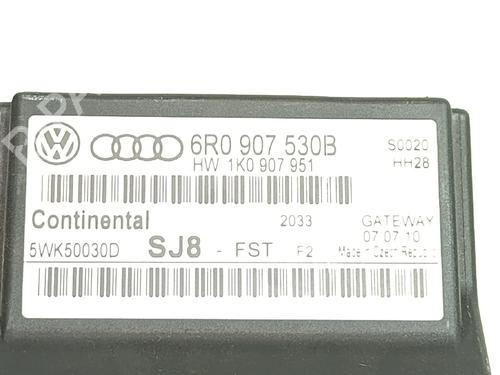 6R0 907 530B
S0020
HW 1K0 907 951
HH28
Continental
2033
GATEWAY
5WK50030D
SJ8 - FST
F2
07 07 10
Made in Czech Republic